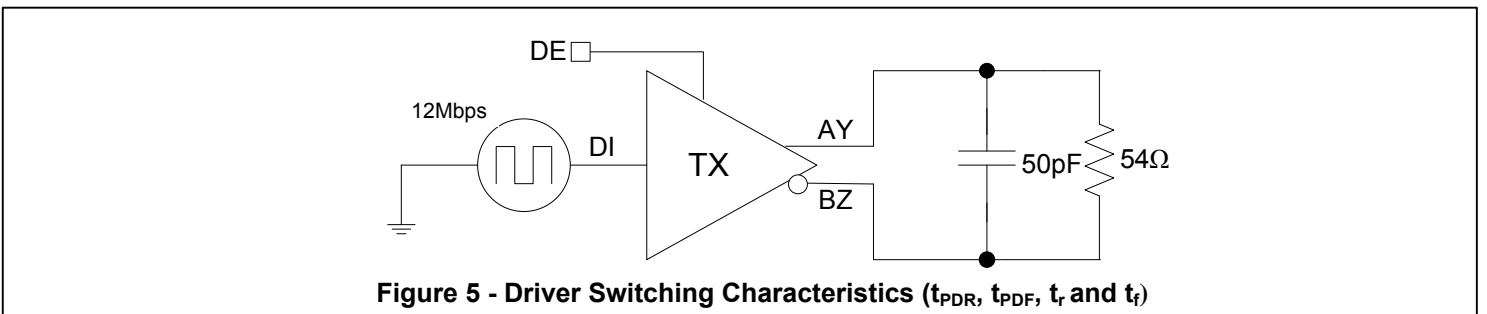 DE
12Mbps
DI
TX
AY
BZ
50pF
54Ω
Figure 5 - Driver Switching Characteristics (tPDR, tPDF, tr and tf)